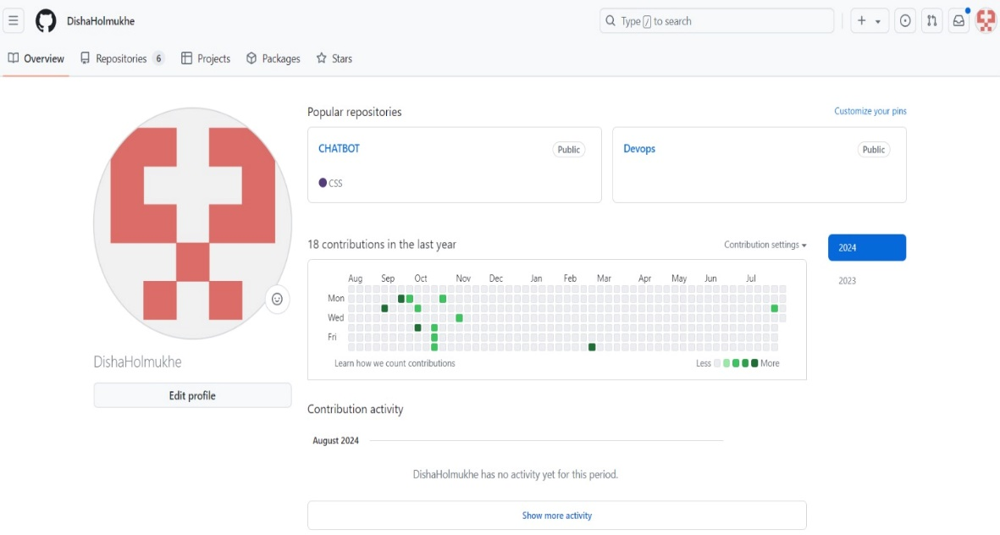 DishaHolmukhe
Type / to search
Overview Repositories 6 Projects Packages Stars
Popular repositories Customize your pins
CHATBOT Public
CSS
Devops Public
18 contributions in the last year Contribution settings
2024
2023
Aug Sep Oct Nov Dec Jan Feb Mar Apr May Jun Jul
Mon
Wed
Fri
Learn how we count contributions Less More
DishaHolmukhe
Edit profile
Contribution activity
August 2024
DishaHolmukhe has no activity yet for this period.
Show more activity